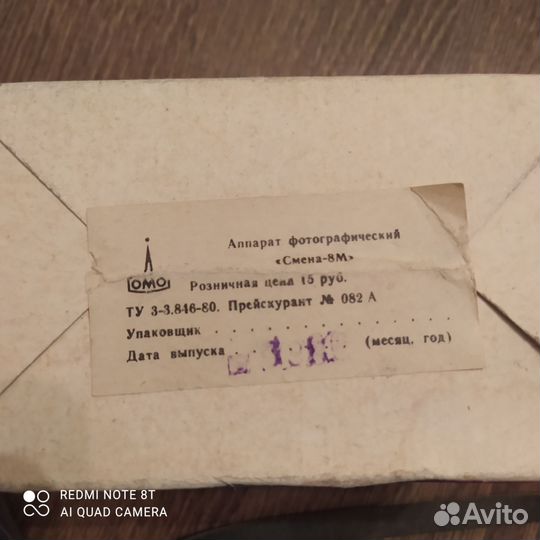 Аппарат фотографический
«Смена-8М»
ЛОМО
Розничная цена 15 руб.
ТУ 3-3.846-80. Прейскурант № 082 А
Упаковщик . . . . . . . . . . . . . .
Дата выпуска (месяц, год)
REDMI NOTE 8T
AI QUAD CAMERA
Avito